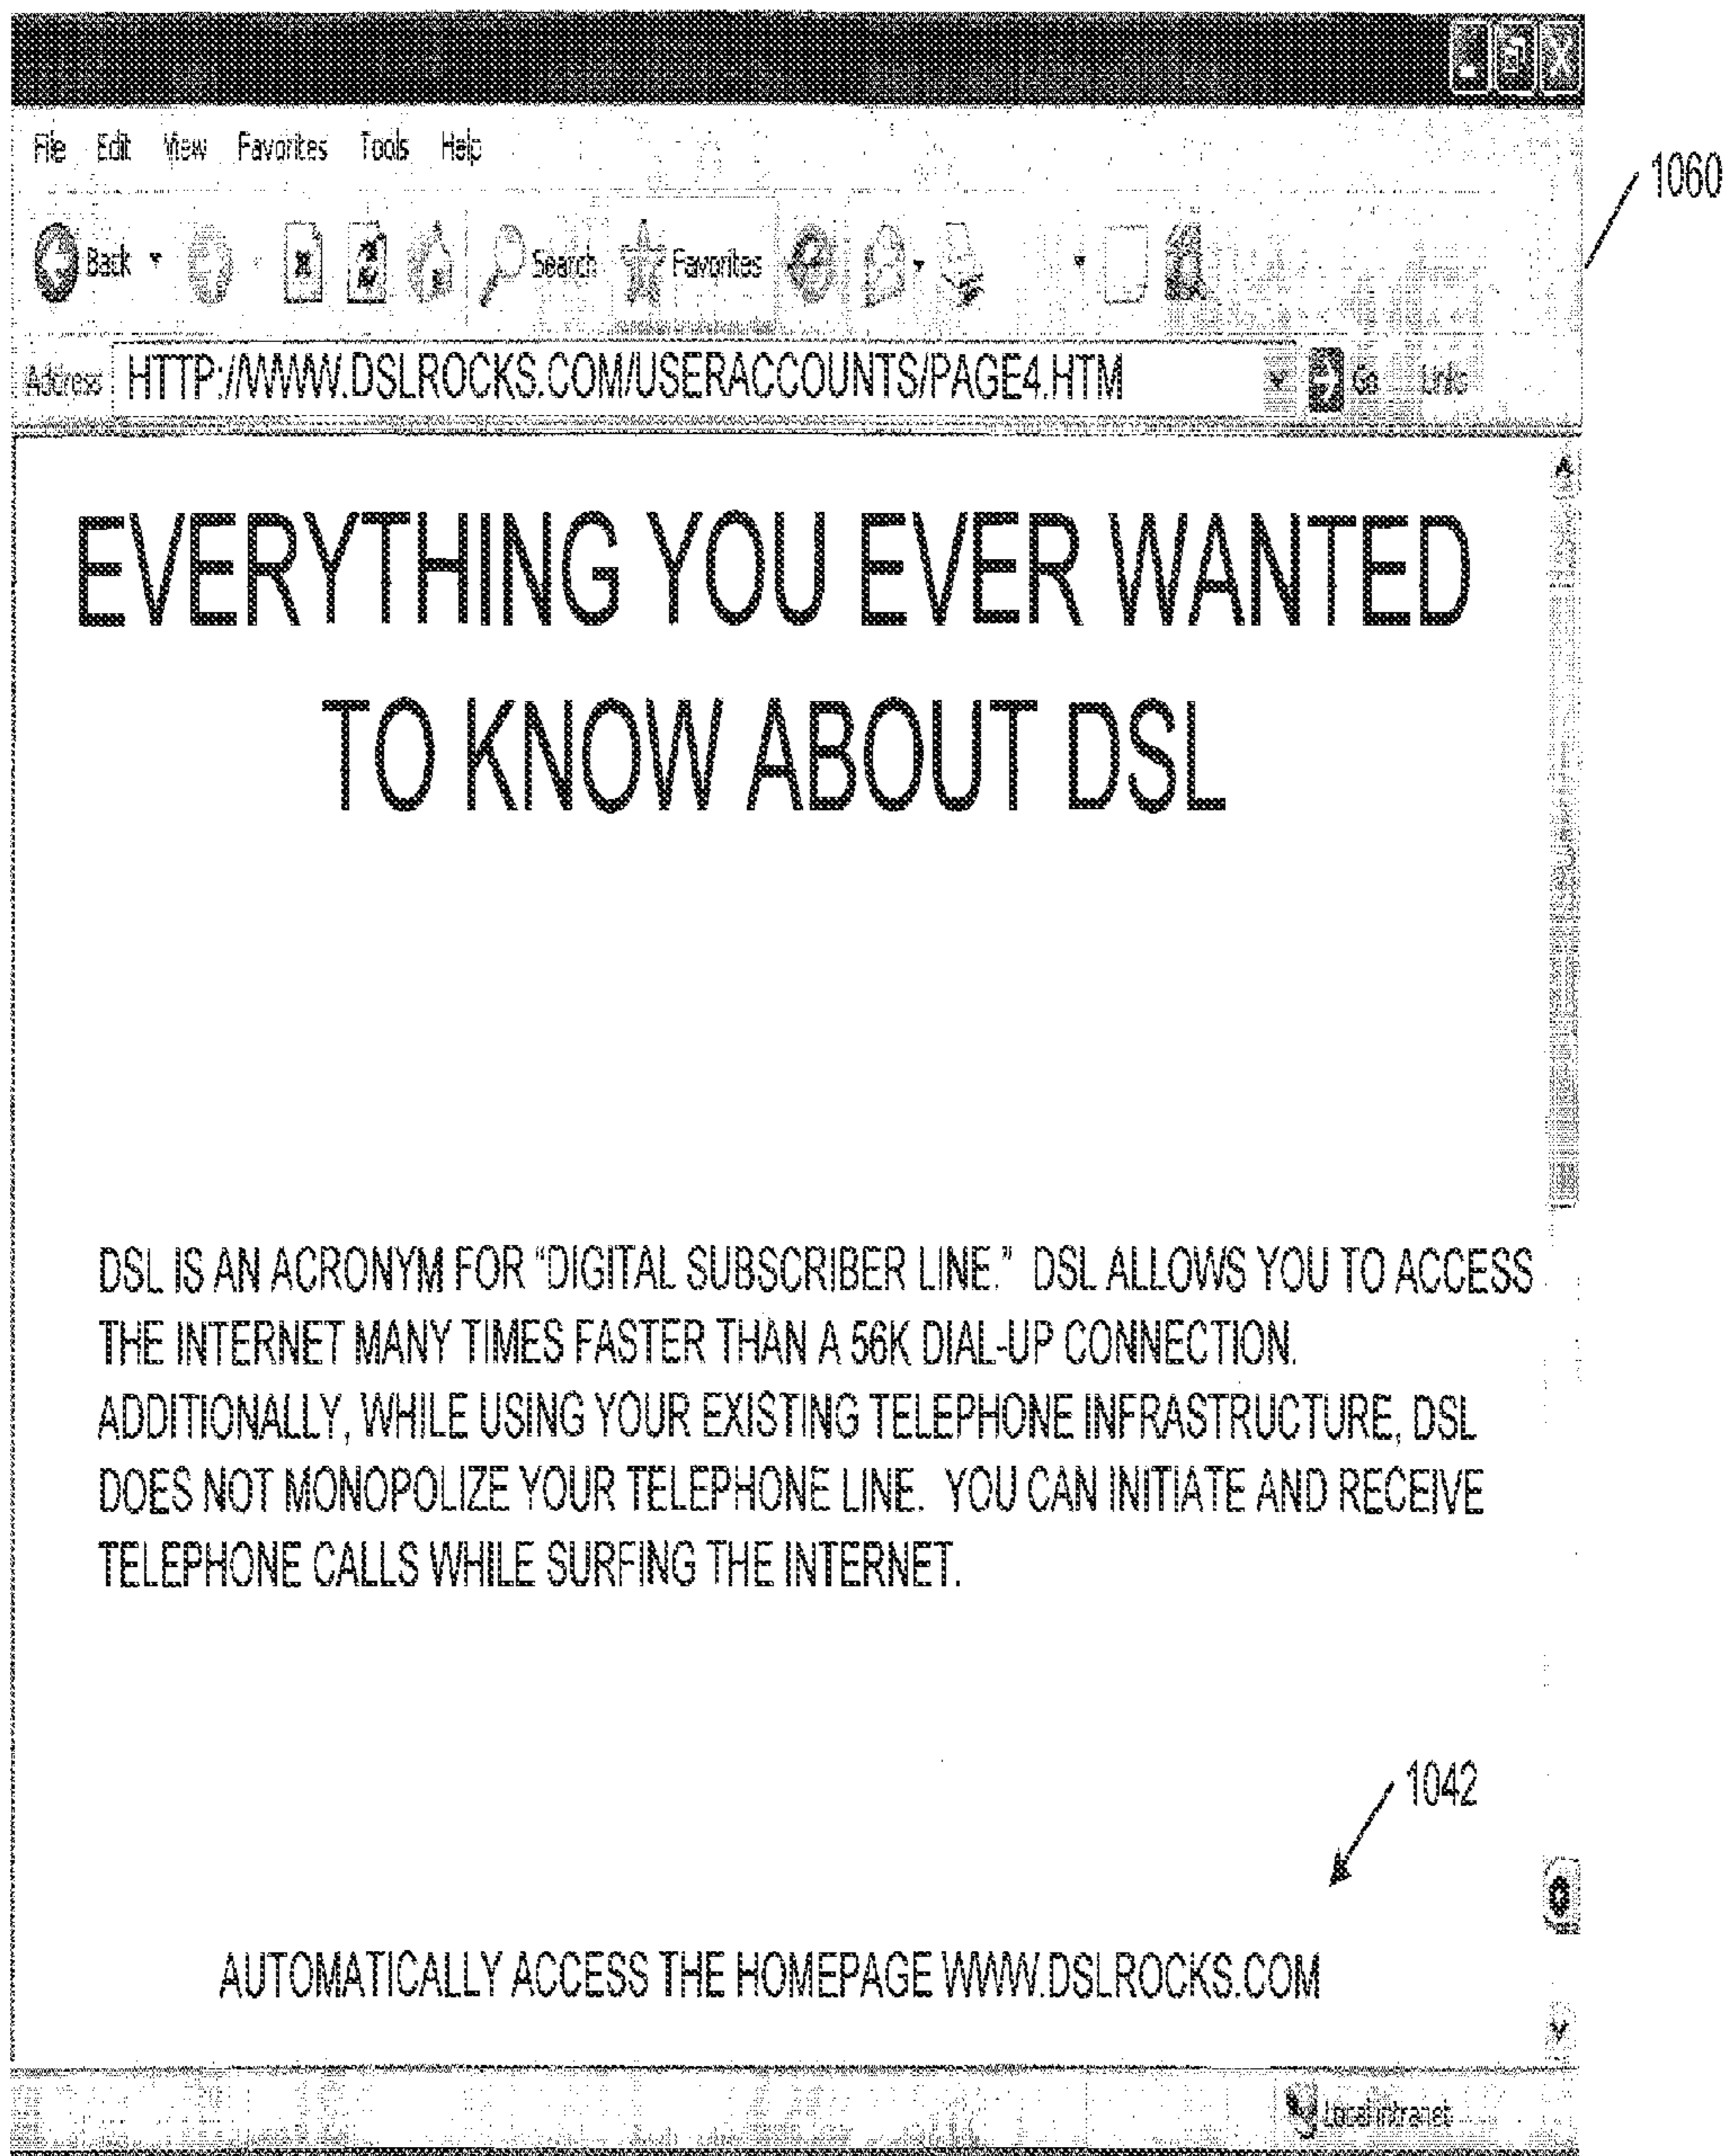 File Edit View Favorites Tools Help
1060
Back Search Favorites
Address HTTP://WWW.DSLROCKS.COM/USERACCOUNTS/PAGE4.HTM Go Links
EVERYTHING YOU EVER WANTED
TO KNOW ABOUT DSL
DSL IS AN ACRONYM FOR "DIGITAL SUBSCRIBER LINE." DSL ALLOWS YOU TO ACCESS
THE INTERNET MANY TIMES FASTER THAN A 56K DIAL-UP CONNECTION.
ADDITIONALLY, WHILE USING YOUR EXISTING TELEPHONE INFRASTRUCTURE, DSL
DOES NOT MONOPOLIZE YOUR TELEPHONE LINE. YOU CAN INITIATE AND RECEIVE
TELEPHONE CALLS WHILE SURFING THE INTERNET.
1042
AUTOMATICALLY ACCESS THE HOMEPAGE WWW.DSLROCKS.COM
Local intranet